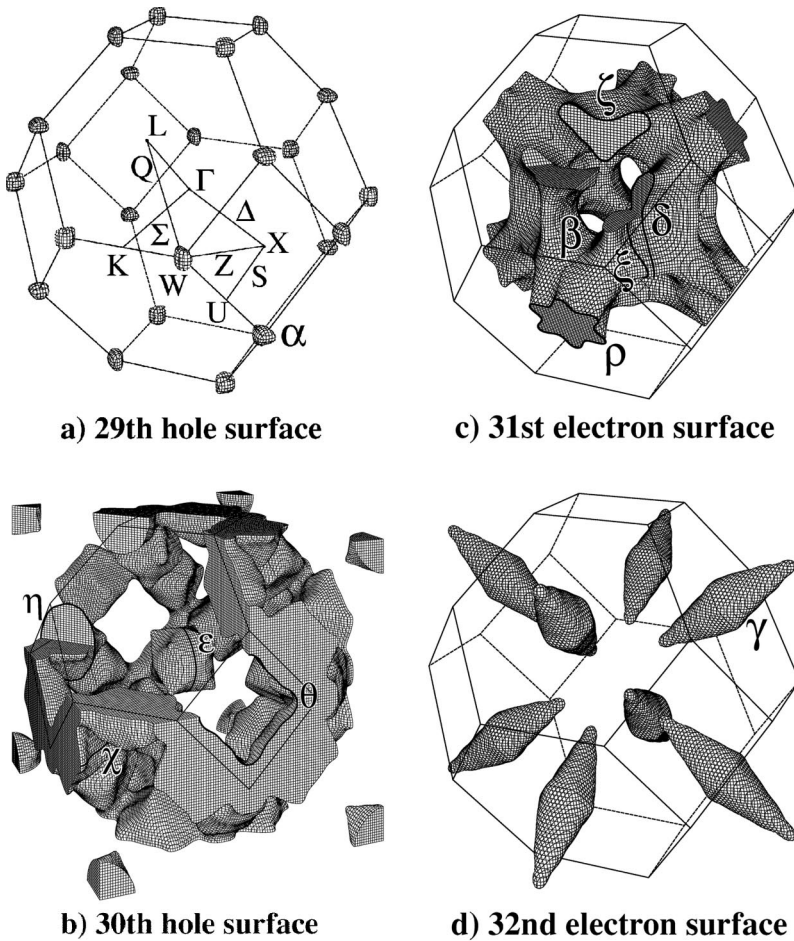 L
Q
Γ
Δ
Σ
X
K
Z
S
W
U
α
a) 29th hole surface
ζ
β
δ
ξ
ρ
c) 31st electron surface
η
ε
θ
χ
b) 30th hole surface
γ
d) 32nd electron surface